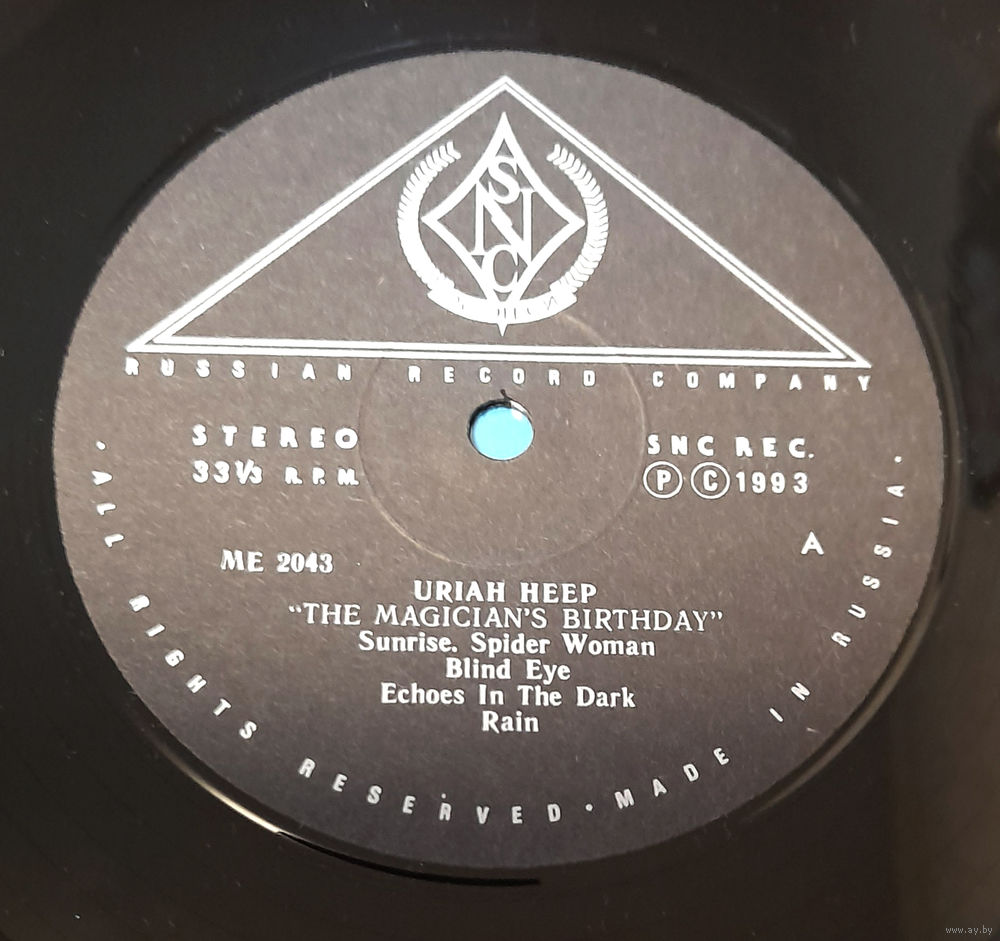 SNC
RUSSIAN RECORD COMPANY
STEREO
33⅓ R.P.M.
SNC REC.
Ⓟ Ⓒ 1993
A
ME 2043
URIAH HEEP
“THE MAGICIAN'S BIRTHDAY”
Sunrise. Spider Woman
Blind Eye
Echoes In The Dark
Rain
· ALL RIGHTS RESERVED · MADE IN RUSSIA ·
www.ay.by